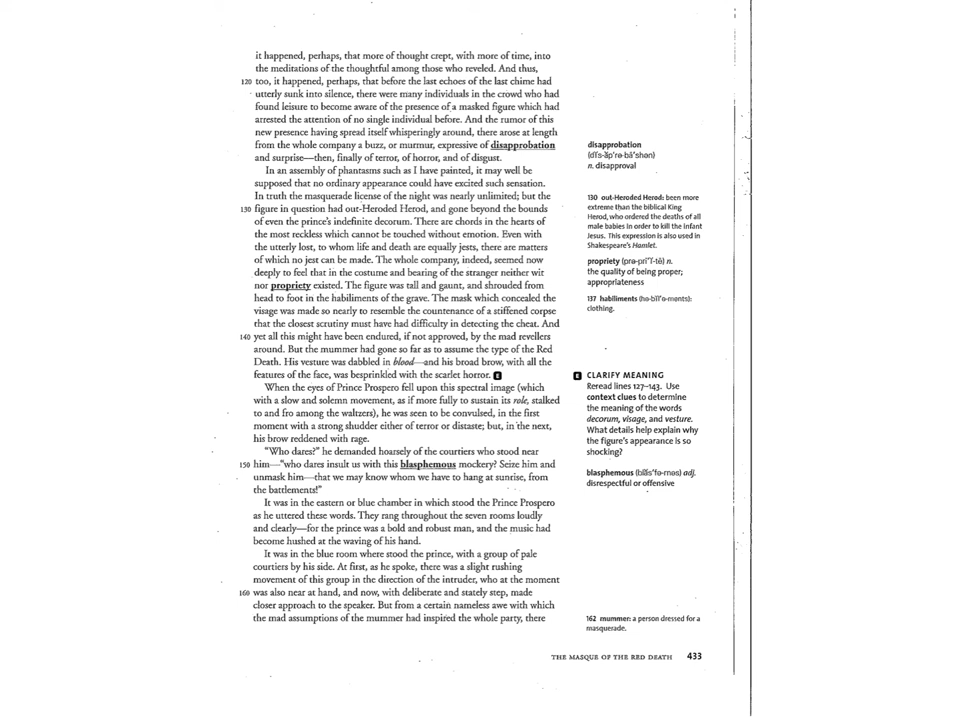 it happened, perhaps, that more of thought crept, with more of time, into
the meditations of the thoughtful among those who reveled. And thus,
120 too, it happened, perhaps, that before the last echoes of the last chime had
utterly sunk into silence, there were many individuals in the crowd who had
found leisure to become aware of the presence of a masked figure which had
arrested the attention of no single individual before. And the rumor of this
new presence having spread itself whisperingly around, there arose at length
from the whole company a buzz, or murmur, expressive of disapprobation
and surprise—then, finally of terror, of horror, and of disgust.
In an assembly of phantasms such as I have painted, it may well be
supposed that no ordinary appearance could have excited such sensation.
In truth the masquerade license of the night was nearly unlimited; but the
130 figure in question had out-Heroded Herod, and gone beyond the bounds
of even the prince's indefinite decorum. There are chords in the hearts of
the most reckless which cannot be touched without emotion. Even with
the utterly lost, to whom life and death are equally jests, there are matters
of which no jest can be made. The whole company, indeed, seemed now
deeply to feel that in the costume and bearing of the stranger neither wit
nor propriety existed. The figure was tall and gaunt, and shrouded from
head to foot in the habiliments of the grave. The mask which concealed the
visage was made so nearly to resemble the countenance of a stiffened corpse
that the closest scrutiny must have had difficulty in detecting the cheat. And
140 yet all this might have been endured, if not approved, by the mad revellers
around. But the mummer had gone so far as to assume the type of the Red
Death. His vesture was dabbled in blood—and his broad brow, with all the
features of the face, was besprinkled with the scarlet horror. E
When the eyes of Prince Prospero fell upon this spectral image (which
with a slow and solemn movement, as if more fully to sustain its role, stalked
to and fro among the waltzers), he was seen to be convulsed, in the first
moment with a strong shudder either of terror or distaste; but, in the next,
his brow reddened with rage.
"Who dares?" he demanded hoarsely of the courtiers who stood near
150 him—"who dares insult us with this blasphemous mockery? Seize him and
unmask him—that we may know whom we have to hang at sunrise, from
the battlements!"
It was in the eastern or blue chamber in which stood the Prince Prospero
as he uttered these words. They rang throughout the seven rooms loudly
and clearly—for the prince was a bold and robust man, and the music had
become hushed at the waving of his hand.
It was in the blue room where stood the prince, with a group of pale
courtiers by his side. At first, as he spoke, there was a slight rushing
movement of this group in the direction of the intruder, who at the moment
160 was also near at hand, and now, with deliberate and stately step, made
closer approach to the speaker. But from a certain nameless awe with which
the mad assumptions of the mummer had inspired the whole party, there
disapprobation
(dĭs-ăp′rə-bā′shən)
n. disapproval
130 out-Heroded Herod: been more
extreme than the biblical King
Herod, who ordered the deaths of all
male babies in order to kill the infant
Jesus. This expression is also used in
Shakespeare's Hamlet.
propriety (prə-prī′ĭ-tē) n.
the quality of being proper;
appropriateness
137 habiliments (hə-bĭl′ə-mənts):
clothing.
E CLARIFY MEANING
Reread lines 127–143. Use
context clues to determine
the meaning of the words
decorum, visage, and vesture.
What details help explain why
the figure's appearance is so
shocking?
blasphemous (blăs′fə-məs) adj.
disrespectful or offensive
162 mummer: a person dressed for a
masquerade.
THE MASQUE OF THE RED DEATH 433